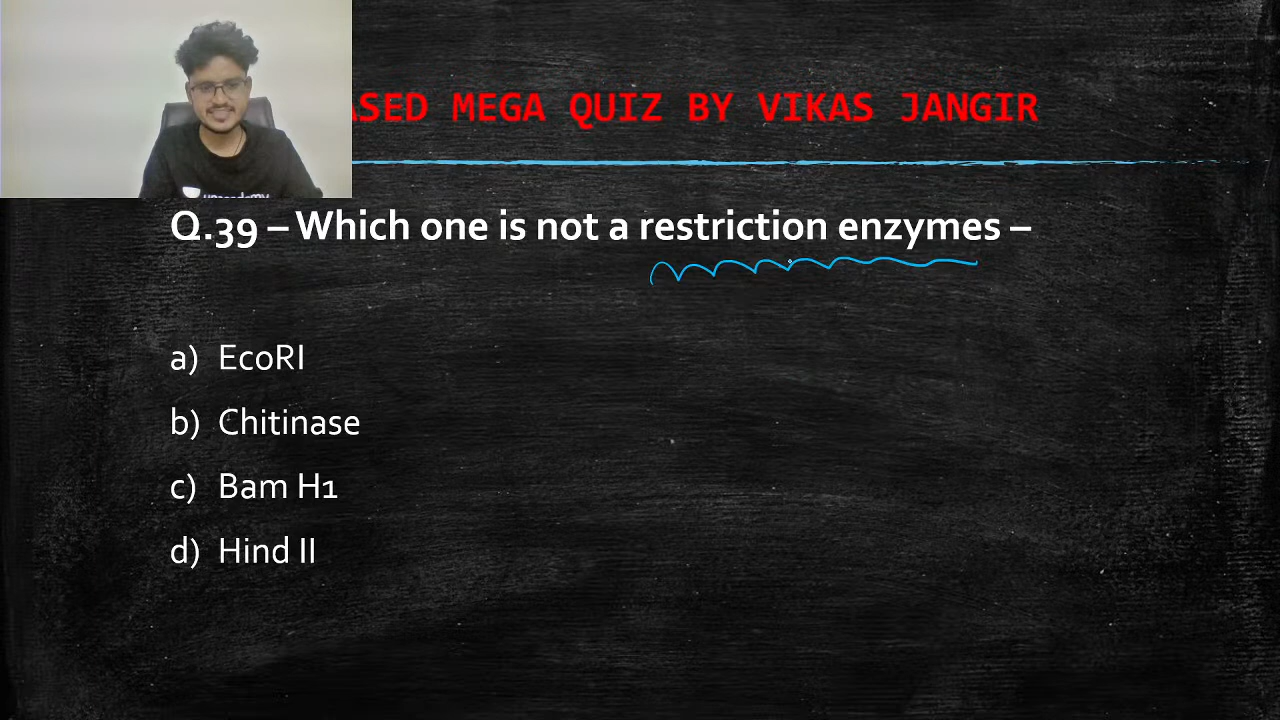 ASED MEGA QUIZ BY VIKAS JANGIR
Q.39 – Which one is not a restriction enzymes –
a) EcoRI
b) Chitinase
c) Bam H1
d) Hind II